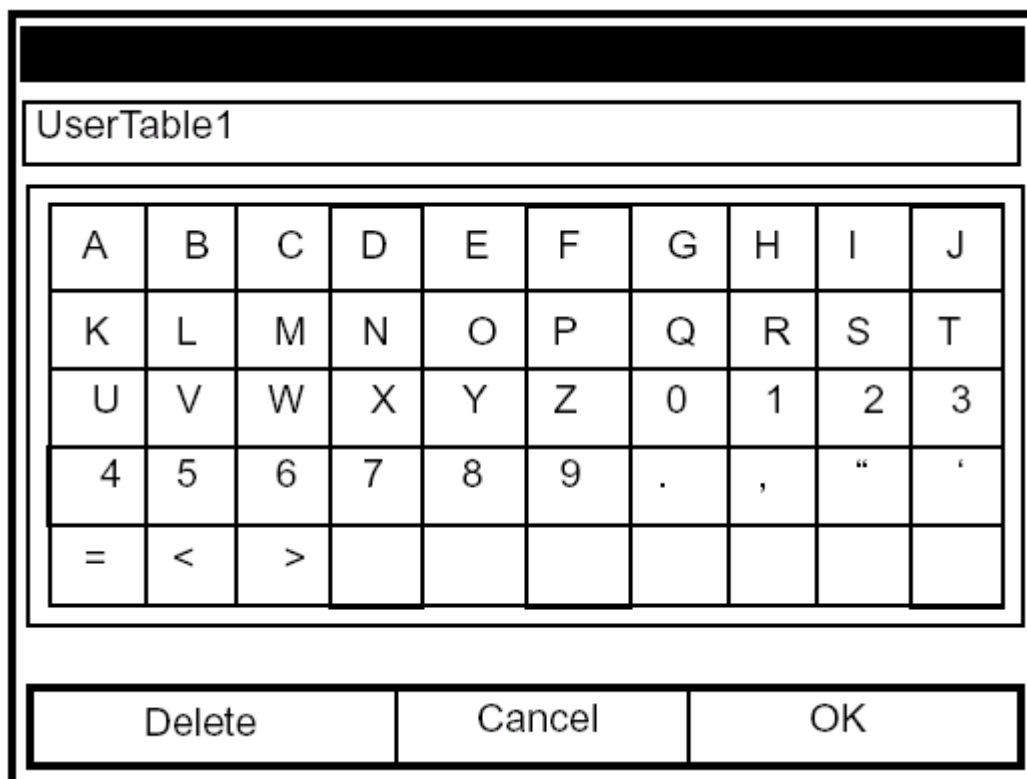 UserTable1
A B C D E F G H I J
K L M N O P Q R S T
U V W X Y Z 0 1 2 3
4 5 6 7 8 9 . , “ ‘
= < >
Delete Cancel OK